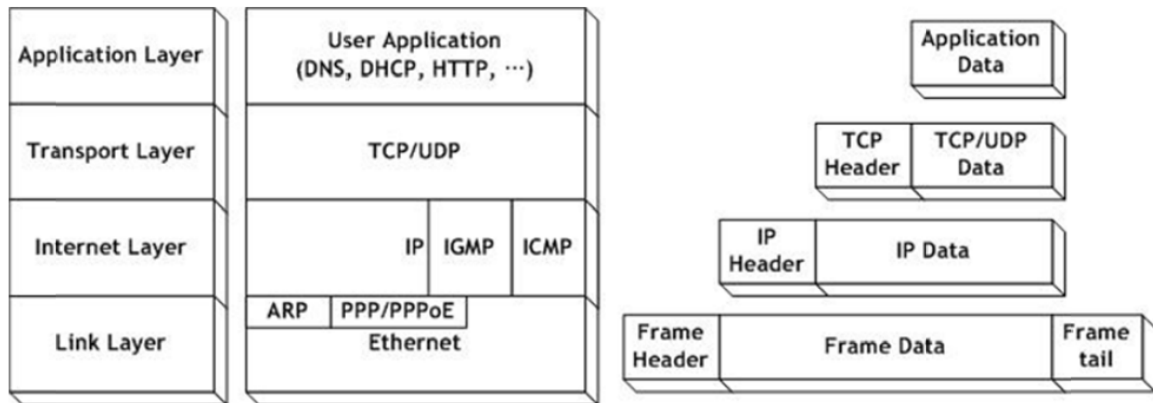 Application Layer
User Application
(DNS, DHCP, HTTP, ⋯)
Application
Data
Transport Layer
TCP/UDP
TCP
Header
TCP/UDP
Data
Internet Layer
IP
IGMP
ICMP
IP
Header
IP Data
Link Layer
ARP
PPP/PPPoE
Ethernet
Frame
Header
Frame Data
Frame
tail